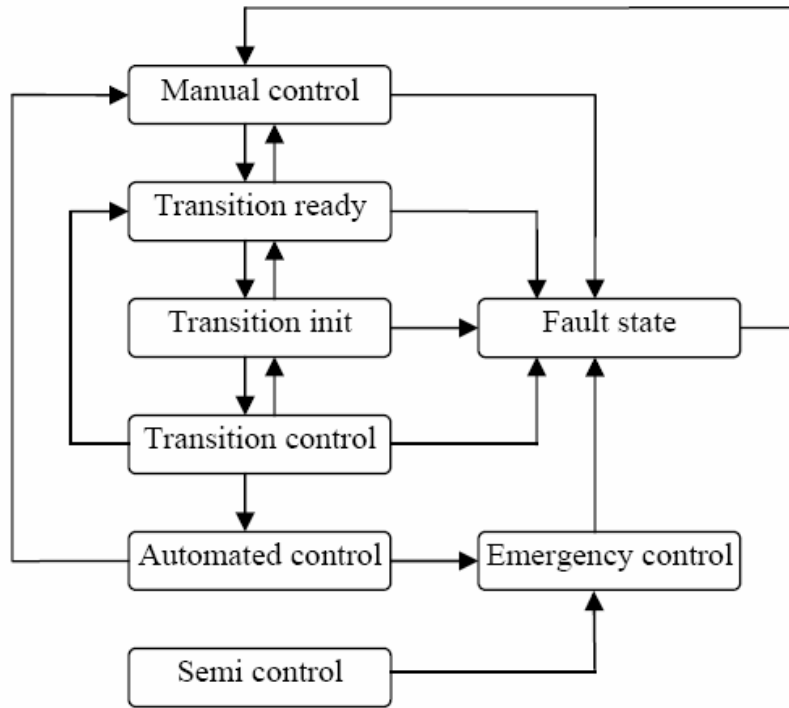 Manual control
Transition ready
Transition init
Fault state
Transition control
Automated control
Emergency control
Semi control